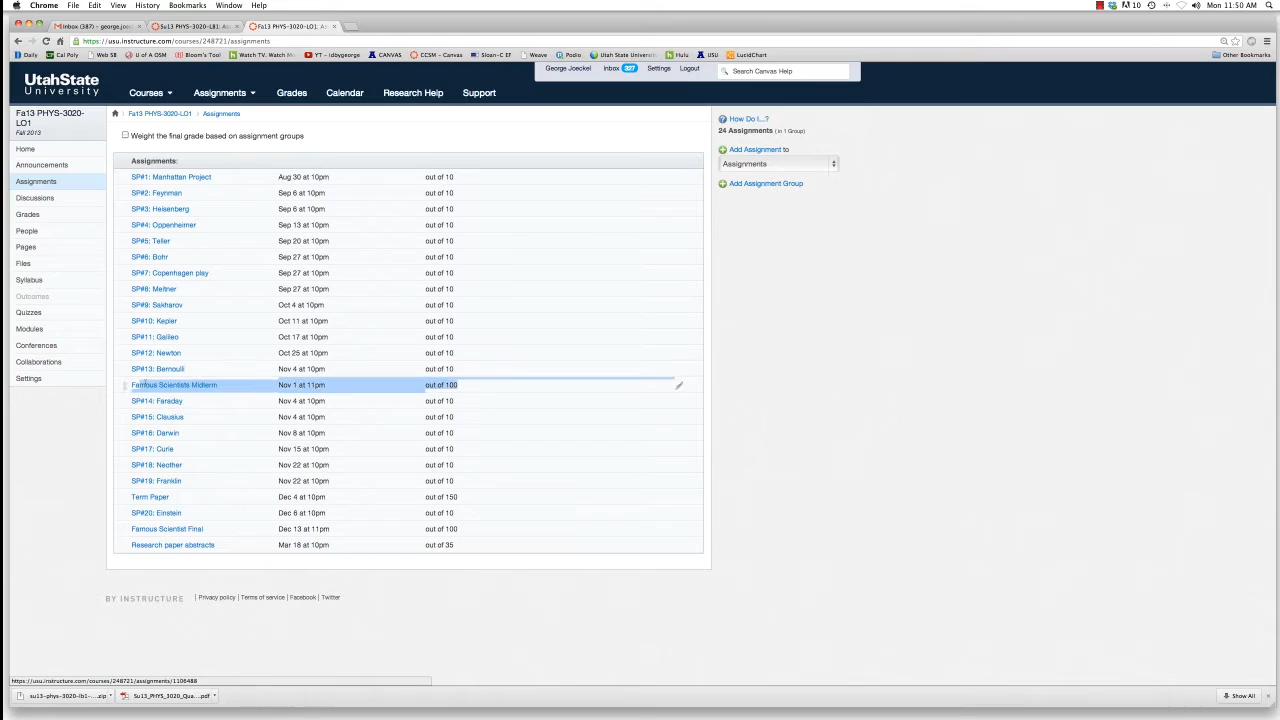 Chrome File Edit View History Bookmarks Window Help 10 Mon 11:50 AM
Inbox (387) - george.joec Su13 PHYS-3020-LB1: As Fa13 PHYS-3020-LO1: As
https://usu.instructure.com/courses/248721/assignments
Daily Cal Poly Web SB U of A OSM Bloom's Tool Watch TV. Watch M YT - idbygeorge CANVAS CCSM - Canvas Sloan-C EF Weave Podio Utah State Universit Hulu USU LucidChart Other Bookmarks
George Joeckel Inbox 327 Settings Logout Search Canvas Help
UtahState
University
Courses Assignments Grades Calendar Research Help Support
Fa13 PHYS-3020-
LO1
Fall 2013
Home
Announcements
Assignments
Discussions
Grades
People
Pages
Files
Syllabus
Outcomes
Quizzes
Modules
Conferences
Collaborations
Settings
Fa13 PHYS-3020-LO1 Assignments
Weight the final grade based on assignment groups
Assignments:
SP#1: Manhattan Project Aug 30 at 10pm out of 10
SP#2: Feynman Sep 6 at 10pm out of 10
SP#3: Heisenberg Sep 6 at 10pm out of 10
SP#4: Oppenheimer Sep 13 at 10pm out of 10
SP#5: Teller Sep 20 at 10pm out of 10
SP#6: Bohr Sep 27 at 10pm out of 10
SP#7: Copenhagen play Sep 27 at 10pm out of 10
SP#8: Meitner Sep 27 at 10pm out of 10
SP#9: Sakharov Oct 4 at 10pm out of 10
SP#10: Kepler Oct 11 at 10pm out of 10
SP#11: Galileo Oct 17 at 10pm out of 10
SP#12: Newton Oct 25 at 10pm out of 10
SP#13: Bernoulli Nov 4 at 10pm out of 10
Famous Scientists Midterm Nov 1 at 11pm out of 100
SP#14: Faraday Nov 4 at 10pm out of 10
SP#15: Clausius Nov 4 at 10pm out of 10
SP#16: Darwin Nov 8 at 10pm out of 10
SP#17: Curie Nov 15 at 10pm out of 10
SP#18: Neother Nov 22 at 10pm out of 10
SP#19: Franklin Nov 22 at 10pm out of 10
Term Paper Dec 4 at 10pm out of 150
SP#20: Einstein Dec 6 at 10pm out of 10
Famous Scientist Final Dec 13 at 11pm out of 100
Research paper abstracts Mar 18 at 10pm out of 35
How Do I...?
24 Assignments ( in 1 Group)
Add Assignment to
Assignments
Add Assignment Group
BY INSTRUCTURE Privacy policy | Terms of service | Facebook | Twitter
https://usu.instructure.com/courses/248721/assignments/1106488
su13-phys-3020-lb1-....zip Su13_PHYS_3020_Qua....pdf Show All